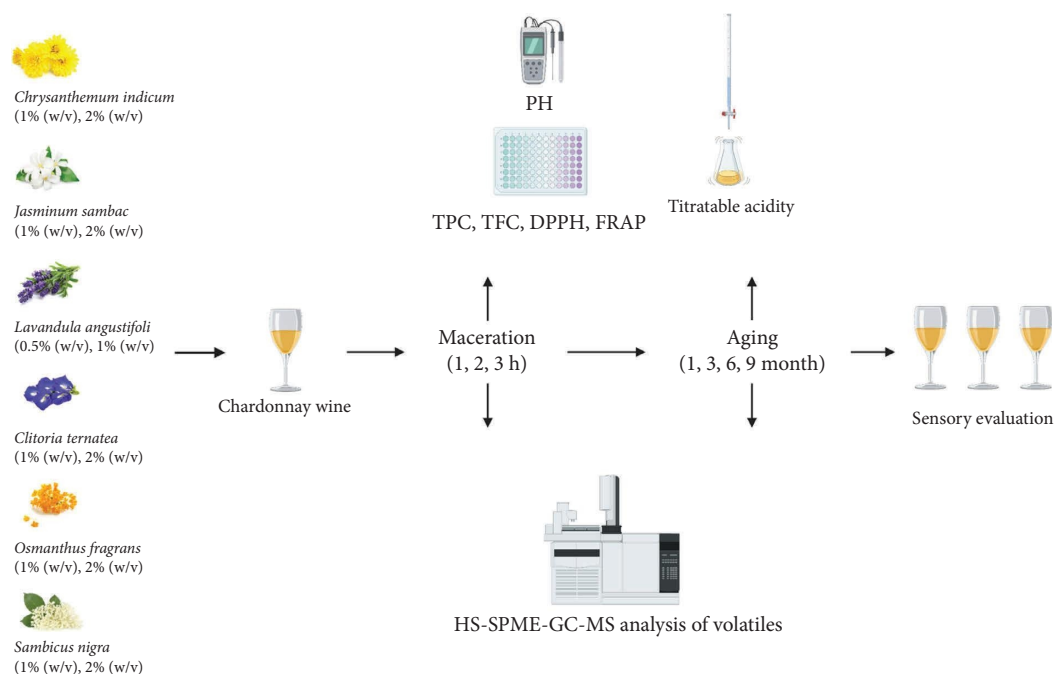 Chrysanthemum indicum
(1% (w/v), 2% (w/v)
Jasminum sambac
(1% (w/v), 2% (w/v)
Lavandula angustifoli
(0.5% (w/v), 1% (w/v)
Clitoria ternatea
(1% (w/v), 2% (w/v)
Osmanthus fragrans
(1% (w/v), 2% (w/v)
Sambicus nigra
(1% (w/v), 2% (w/v)
Chardonnay wine
PH
TPC, TFC, DPPH, FRAP
Titratable acidity
Maceration
(1, 2, 3 h)
Aging
(1, 3, 6, 9 month)
Sensory evaluation
HS-SPME-GC-MS analysis of volatiles